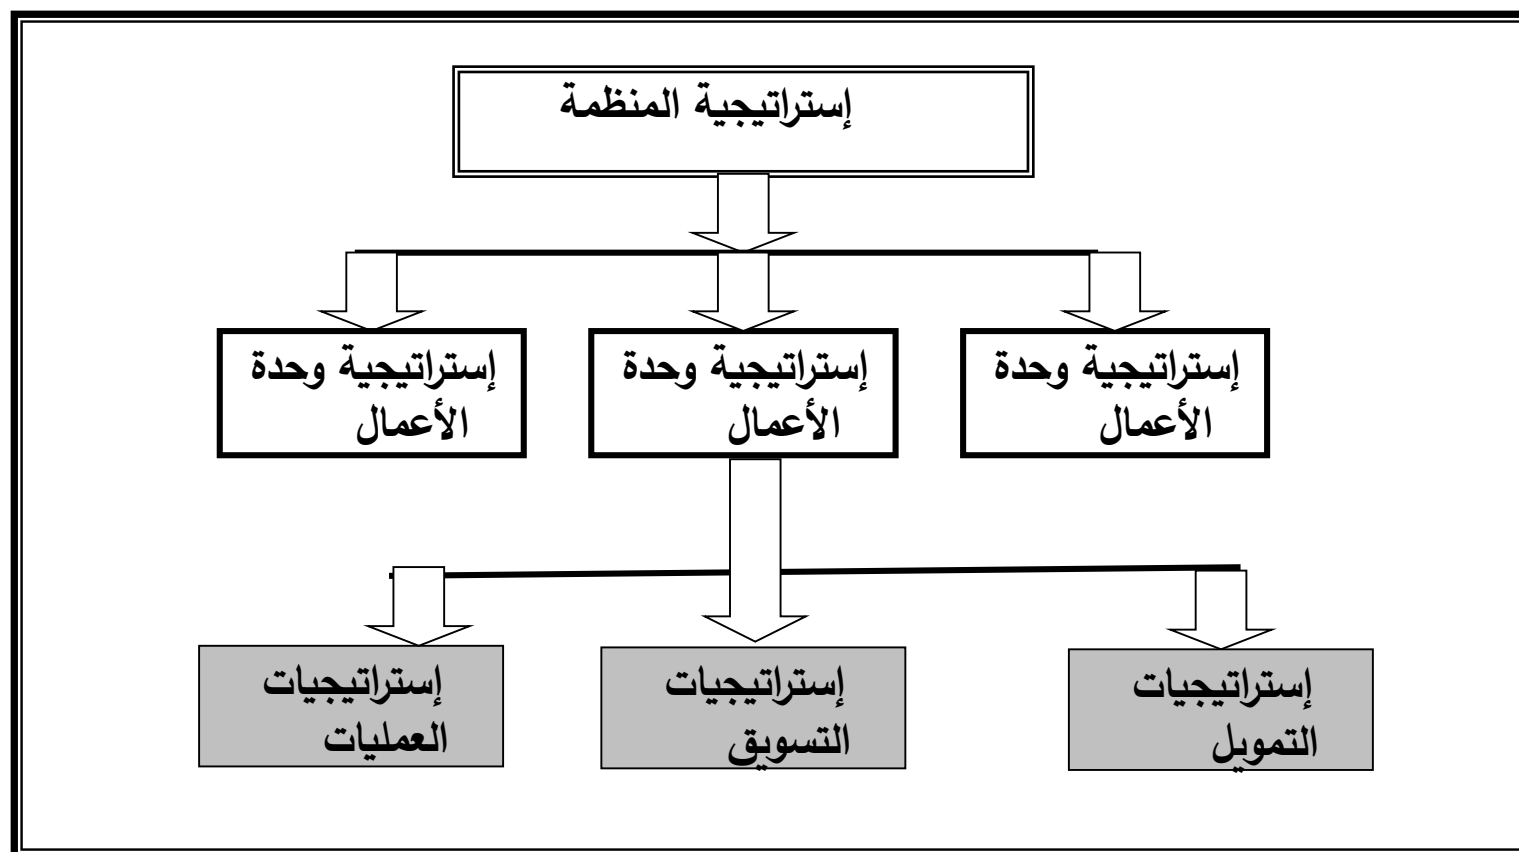 إستراتيجية المنظمة
إستراتيجية وحدة
الأعمال
إستراتيجية وحدة
الأعمال
إستراتيجية وحدة
الأعمال
إستراتيجيات
التمويل
إستراتيجيات
التسويق
إستراتيجيات
العمليات